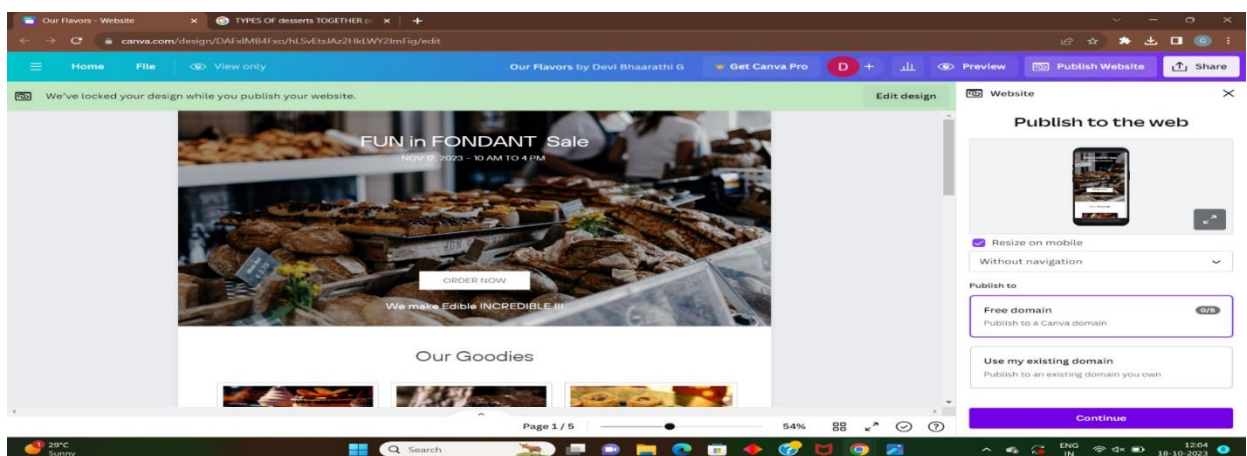 Our Flavors - Website
TYPES OF desserts TOGETHER p
canva.com/design/DAFxlMB4Fxo/hLSvEtsJAz2HkLWY2ImFig/edit
Home File View only Our Flavors by Devi Bhaarathi G Get Canva Pro D Preview Publish Website Share
We've locked your design while you publish your website. Edit design
Website
Publish to the web
FUN in FONDANT Sale
NOV 12, 2023 – 10 AM TO 4 PM
ORDER NOW
We make Edible INCREDIBLE !!!
Our Goodies
Resize on mobile
Without navigation
Publish to
Free domain 0/5
Publish to a Canva domain
Use my existing domain
Publish to an existing domain you own
Continue
Page 1 / 5 54%
29°C
Sunny
Search
ENG
IN
12:04
18-10-2023